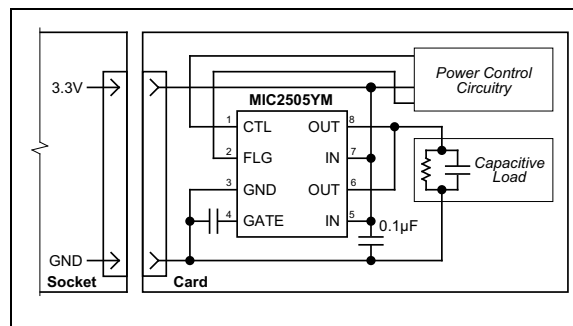 3.3V
MIC2505YM
Power Control
Circuitry
1 CTL OUT 8
2 FLG IN 7
3 GND OUT 6
4 GATE IN 5
Capacitive
Load
0.1µF
GND
Socket
Card